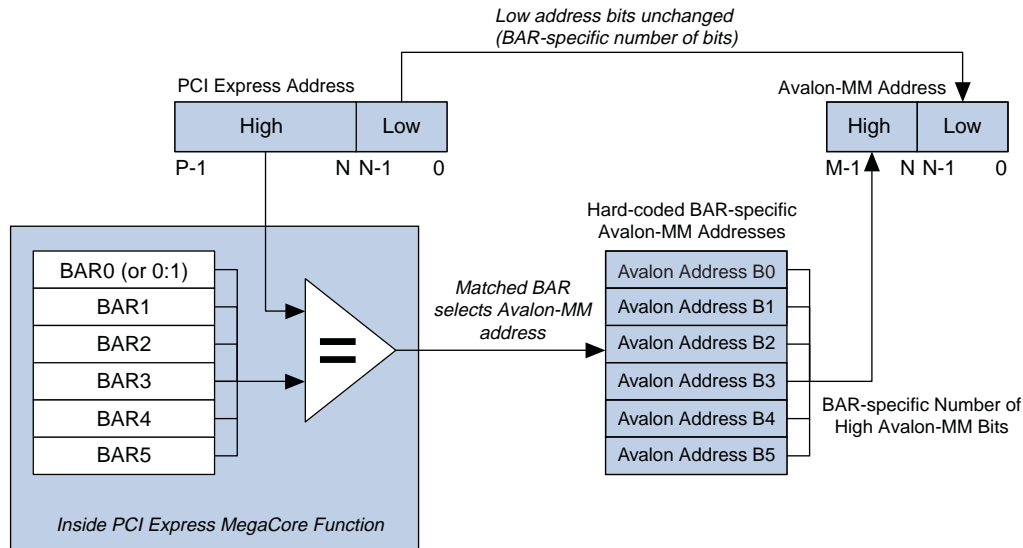 Low address bits unchanged
(BAR-specific number of bits)
PCI Express Address
Avalon-MM Address
High Low
High Low
P-1 N N-1 0
M-1 N N-1 0
Hard-coded BAR-specific
Avalon-MM Addresses
BAR0 (or 0:1)
BAR1
BAR2
BAR3
BAR4
BAR5
=
Matched BAR
selects Avalon-MM
address
Avalon Address B0
Avalon Address B1
Avalon Address B2
Avalon Address B3
Avalon Address B4
Avalon Address B5
BAR-specific Number of
High Avalon-MM Bits
Inside PCI Express MegaCore Function